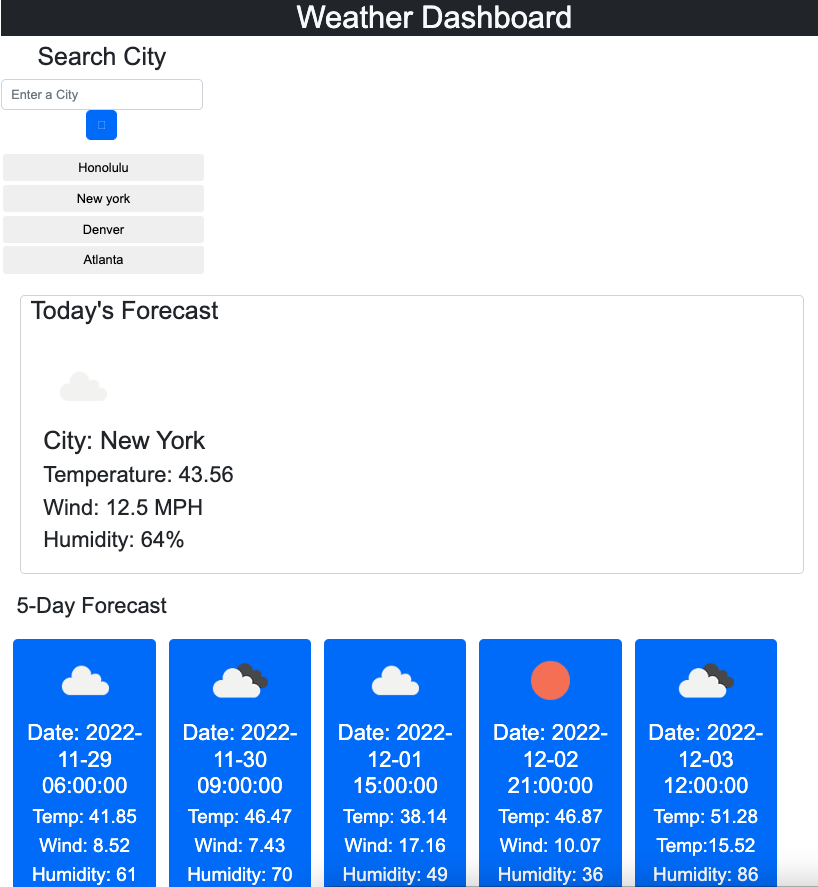 Weather Dashboard
Search City
Enter a City
Honolulu
New york
Denver
Atlanta
Today's Forecast
City: New York
Temperature: 43.56
Wind: 12.5 MPH
Humidity: 64%
5-Day Forecast
Date: 2022-
11-29
06:00:00
Temp: 41.85
Wind: 8.52
Humidity: 61
Date: 2022-
11-30
09:00:00
Temp: 46.47
Wind: 7.43
Humidity: 70
Date: 2022-
12-01
15:00:00
Temp: 38.14
Wind: 17.16
Humidity: 49
Date: 2022-
12-02
21:00:00
Temp: 46.87
Wind: 10.07
Humidity: 36
Date: 2022-
12-03
12:00:00
Temp: 51.28
Temp:15.52
Humidity: 86